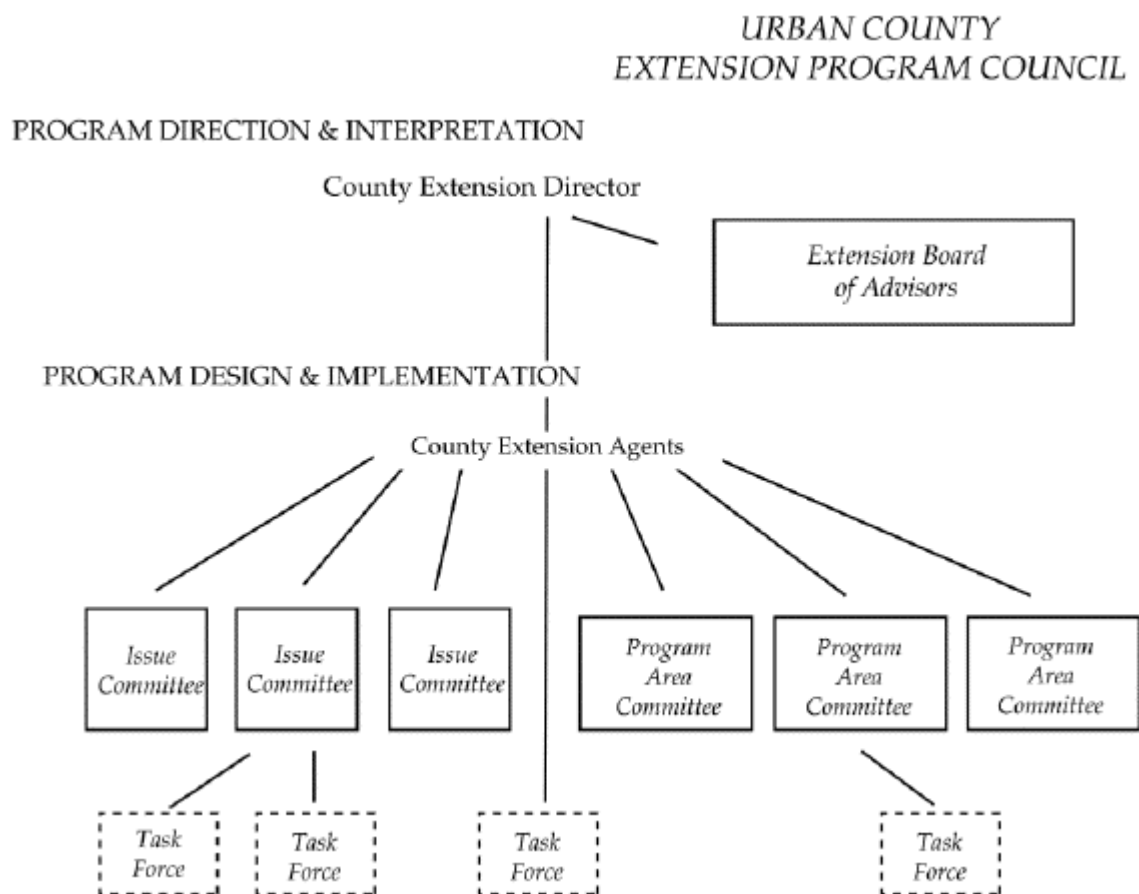 URBAN COUNTY
EXTENSION PROGRAM COUNCIL
PROGRAM DIRECTION & INTERPRETATION
County Extension Director
Extension Board
of Advisors
PROGRAM DESIGN & IMPLEMENTATION
County Extension Agents
Issue
Committee
Issue
Committee
Issue
Committee
Program
Area
Committee
Program
Area
Committee
Program
Area
Committee
Task
Force
Task
Force
Task
Force
Task
Force